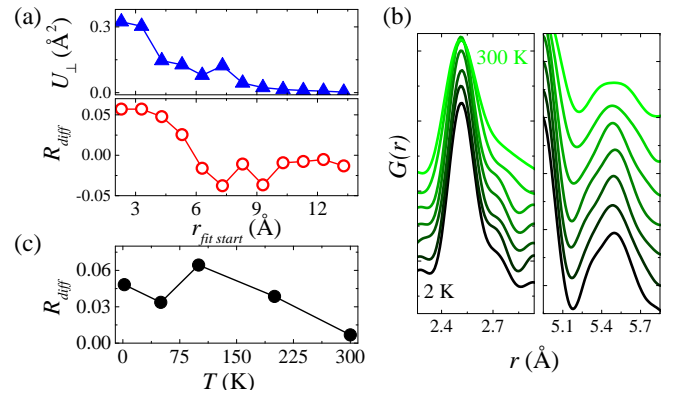 (a)
0.3
0.0
U⊥(Å²)
0.05
0.00
-0.05
R_diff
3 6 9 12
r_fit start (Å)
(b)
300 K
2 K
G(r)
2.4 2.7 5.1 5.4 5.7
r (Å)
(c)
0.06
0.03
0.00
R_diff
0 75 150 225 300
T (K)